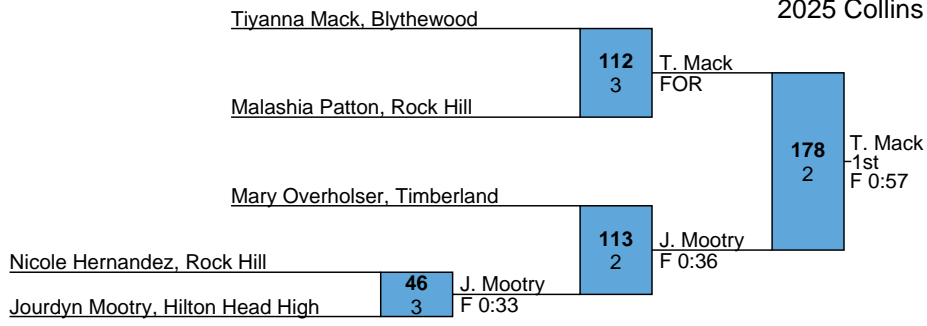 2025 Collins
Tiyanna Mack, Blythewood
112
3
T. Mack
FOR
Malashia Patton, Rock Hill
178
2
T. Mack
1st
F 0:57
Mary Overholser, Timberland
113
2
J. Mootry
F 0:36
Nicole Hernandez, Rock Hill
46
3
J. Mootry
F 0:33
Jourdyn Mootry, Hilton Head High